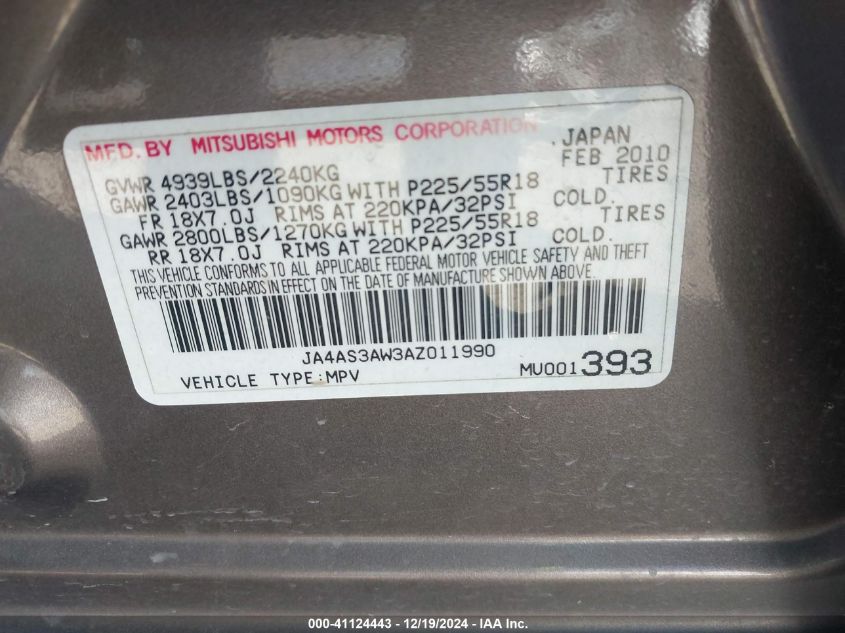 MFD. BY MITSUBISHI MOTORS CORPORATION . JAPAN
FEB 2010
GVWR 4939LBS/2240KG
GAWR 2403LBS/1090KG WITH P225/55R18 TIRES
FR 18X7.0J RIMS AT 220KPA/32PSI COLD.
GAWR 2800LBS/1270KG WITH P225/55R18 TIRES
RR 18X7.0J RIMS AT 220KPA/32PSI COLD.
THIS VEHICLE CONFORMS TO ALL APPLICABLE FEDERAL MOTOR VEHICLE SAFETY AND THEFT
PREVENTION STANDARDS IN EFFECT ON THE DATE OF MANUFACTURE SHOWN ABOVE.
JA4AS3AW3AZ011990
VEHICLE TYPE:MPV MU001393
000-41124443 - 12/19/2024 - IAA Inc.